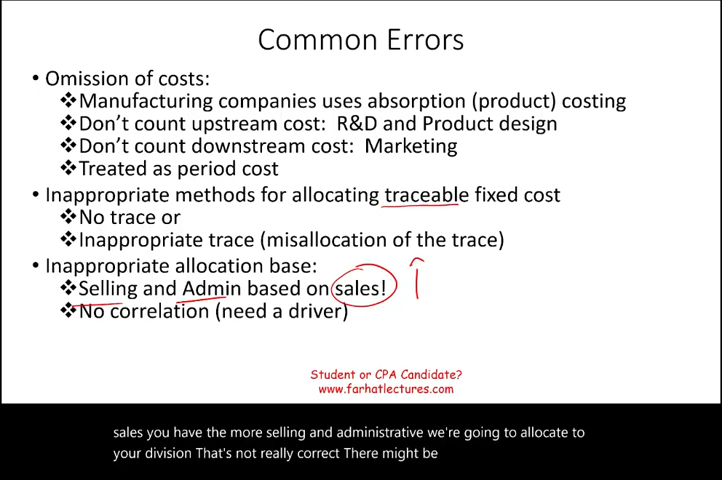 Common Errors
• Omission of costs:
❖Manufacturing companies uses absorption (product) costing
❖Don't count upstream cost: R&D and Product design
❖Don't count downstream cost: Marketing
❖Treated as period cost
• Inappropriate methods for allocating traceable fixed cost
❖No trace or
❖Inappropriate trace (misallocation of the trace)
• Inappropriate allocation base:
❖Selling and Admin based on sales!
❖No correlation (need a driver)
Student or CPA Candidate?
www.farhatlectures.com
sales you have the more selling and administrative we're going to allocate to
your division That's not really correct There might be